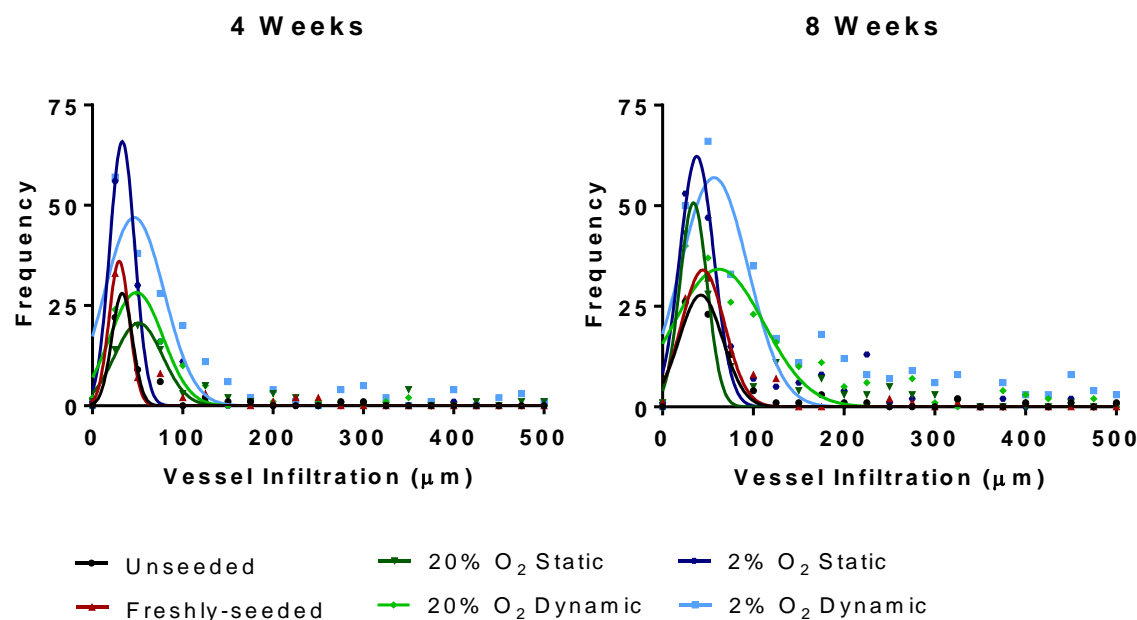 4 Weeks
8 Weeks
Frequency
75
50
25
0
0 100 200 300 400 500
Vessel Infiltration (μm)
Frequency
75
50
25
0
0 100 200 300 400 500
Vessel Infiltration (μm)
Unseeded
20% O₂ Static
2% O₂ Static
Freshly-seeded
20% O₂ Dynamic
2% O₂ Dynamic